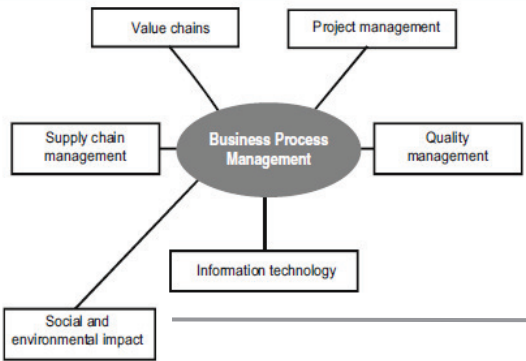 Value chains
Project management
Supply chain
management
Business Process
Management
Quality
management
Information technology
Social and
environmental impact